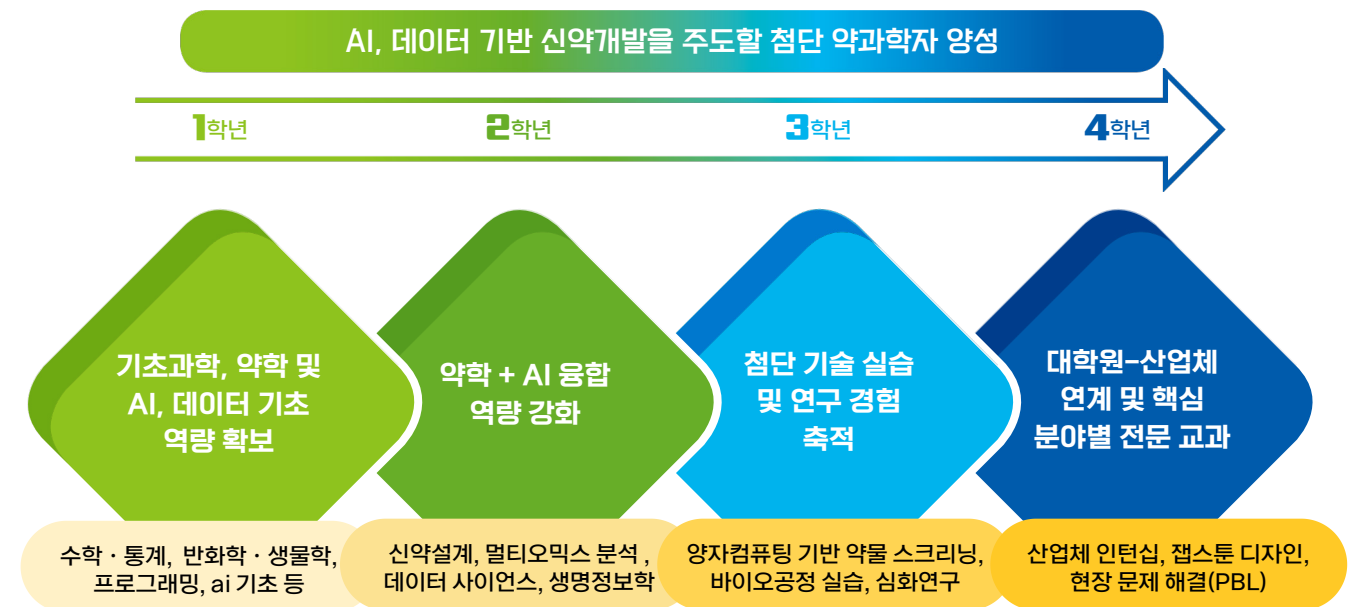 AI, 데이터 기반 신약개발을 주도할 첨단 약과학자 양성
1학년
2학년
3학년
4학년
기초과학, 약학 및
AI, 데이터 기초
역량 확보
약학 + AI 융합
역량 강화
첨단 기술 실습
및 연구 경험
축적
대학원-산업체
연계 및 핵심
분야별 전문 교과
수학 · 통계, 반화학 · 생물학,
프로그래밍, ai 기초 등
신약설계, 멀티오믹스 분석 ,
데이터 사이언스, 생명정보학
양자컴퓨팅 기반 약물 스크리닝,
바이오공정 실습, 심화연구
산업체 인턴십, 잽스툰 디자인,
현장 문제 해결(PBL)